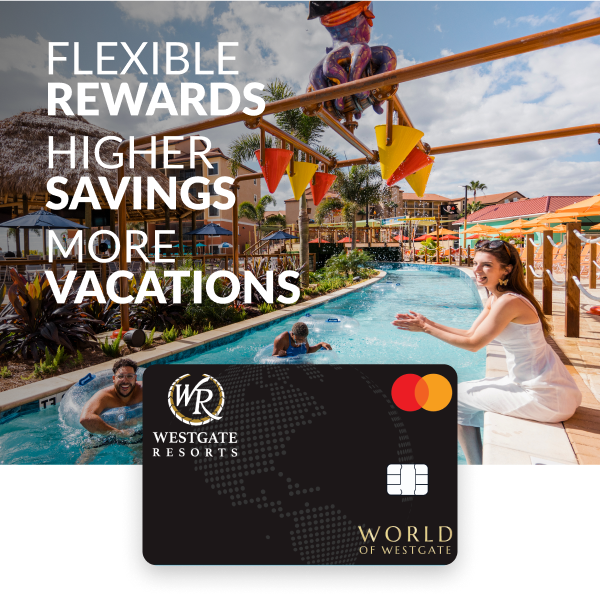 FLEXIBLE
REWARDS
HIGHER
SAVINGS
MORE
VACATIONS
WR
WESTGATE
RESORTS
WORLD
OF WESTGATE